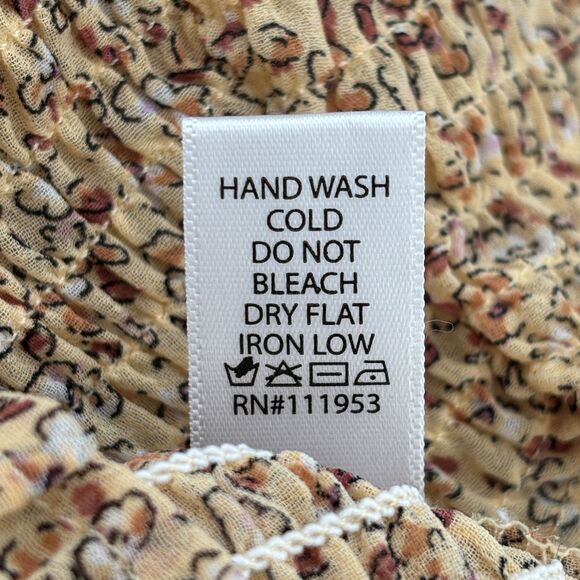 HAND WASH
COLD
DO NOT
BLEACH
DRY FLAT
IRON LOW
RN#111953